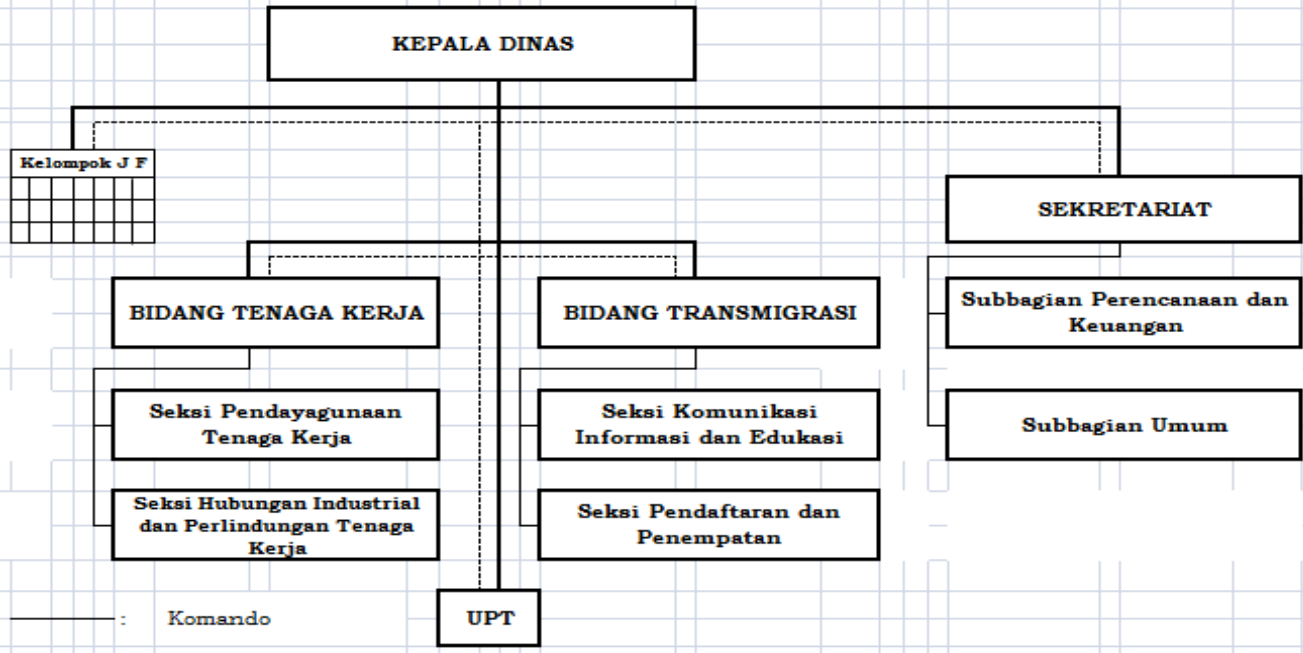 KEPALA DINAS
Kelompok J F
SEKRETARIAT
BIDANG TENAGA KERJA
BIDANG TRANSMIGRASI
Subbagian Perencanaan dan
Keuangan
Seksi Pendayagunaan
Tenaga Kerja
Seksi Komunikasi
Informasi dan Edukasi
Subbagian Umum
Seksi Hubungan Industrial
dan Perlindungan Tenaga
Kerja
Seksi Pendaftaran dan
Penempatan
UPT
: Komando